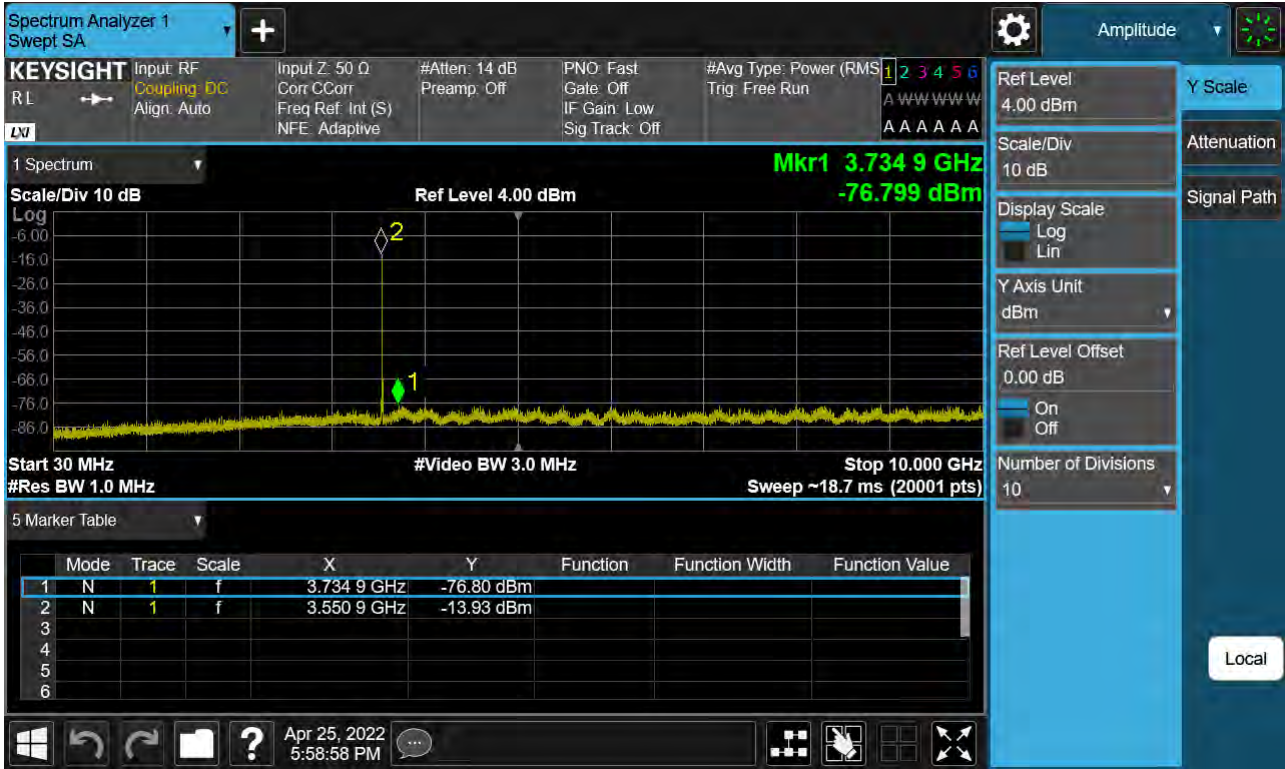 Spectrum Analyzer 1
Swept SA
+
Amplitude
KEYSIGHT
RL
LXI
Input: RF
Coupling: DC
Align: Auto
Input Z: 50 Ω
Corr CCorr
Freq Ref: Int (S)
NFE: Adaptive
#Atten: 14 dB
Preamp: Off
PNO: Fast
Gate: Off
IF Gain: Low
Sig Track: Off
#Avg Type: Power (RMS
Trig: Free Run
1 2 3 4 5 6
A W W W W W
A A A A A A
1 Spectrum
Scale/Div 10 dB
Ref Level 4.00 dBm
Mkr1 3.734 9 GHz
-76.799 dBm
Log
-6.00
-16.0
-26.0
-36.0
-46.0
-56.0
-66.0
-76.0
-86.0
2
1
Start 30 MHz
#Video BW 3.0 MHz
Stop 10.000 GHz
#Res BW 1.0 MHz
Sweep ~18.7 ms (20001 pts)
5 Marker Table
Mode Trace Scale X Y Function Function Width Function Value
1 N 1 f 3.734 9 GHz -76.80 dBm
2 N 1 f 3.550 9 GHz -13.93 dBm
3
4
5
6
Ref Level
4.00 dBm
Scale/Div
10 dB
Display Scale
Log
Lin
Y Axis Unit
dBm
Ref Level Offset
0.00 dB
On
Off
Number of Divisions
10
Y Scale
Attenuation
Signal Path
Local
?
Apr 25, 2022
5:58:58 PM